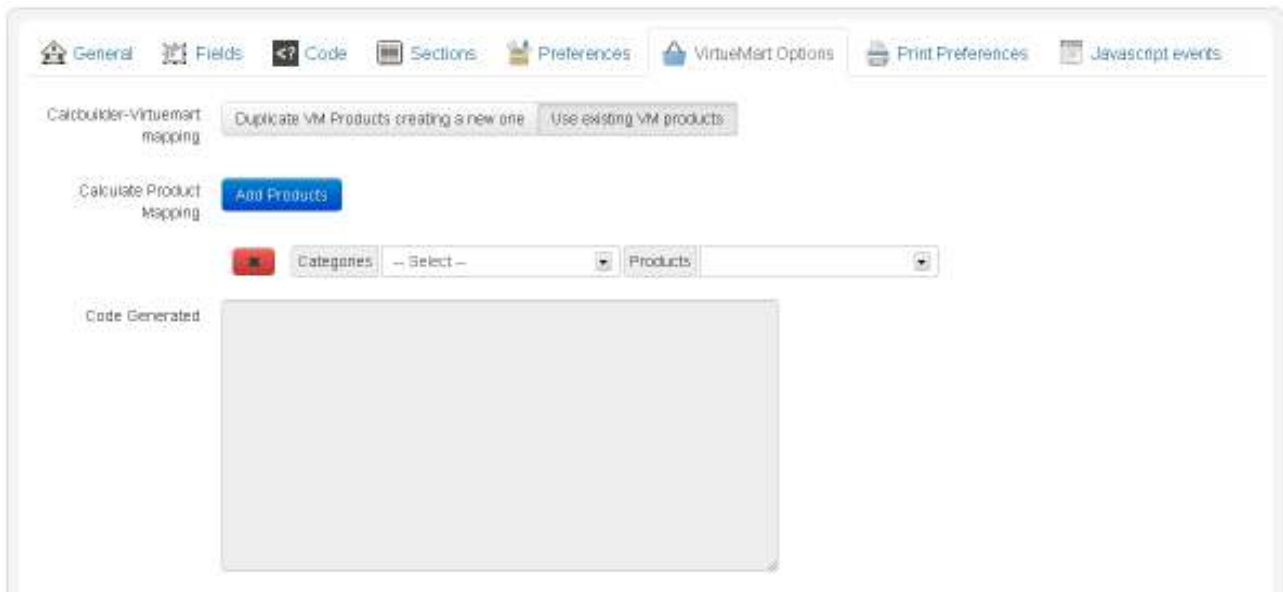 General Fields <? Code Sections Preferences VirtueMart Options Print Preferences Javascript events
Calcbuilder-Virtuemart
mapping
Duplicate VM Products creating a new one Use existing VM products
Calculate Product
Mapping
Add Products
Categories -- Select -- Products
Code Generated